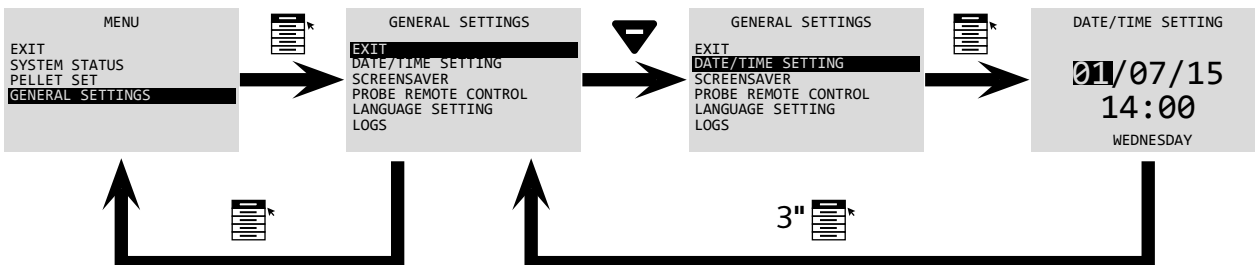 MENU
EXIT
SYSTEM STATUS
PELLET SET
GENERAL SETTINGS
GENERAL SETTINGS
EXIT
DATE/TIME SETTING
SCREENSAVER
PROBE REMOTE CONTROL
LANGUAGE SETTING
LOGS
GENERAL SETTINGS
EXIT
DATE/TIME SETTING
SCREENSAVER
PROBE REMOTE CONTROL
LANGUAGE SETTING
LOGS
DATE/TIME SETTING
01/07/15
14:00
WEDNESDAY
3"